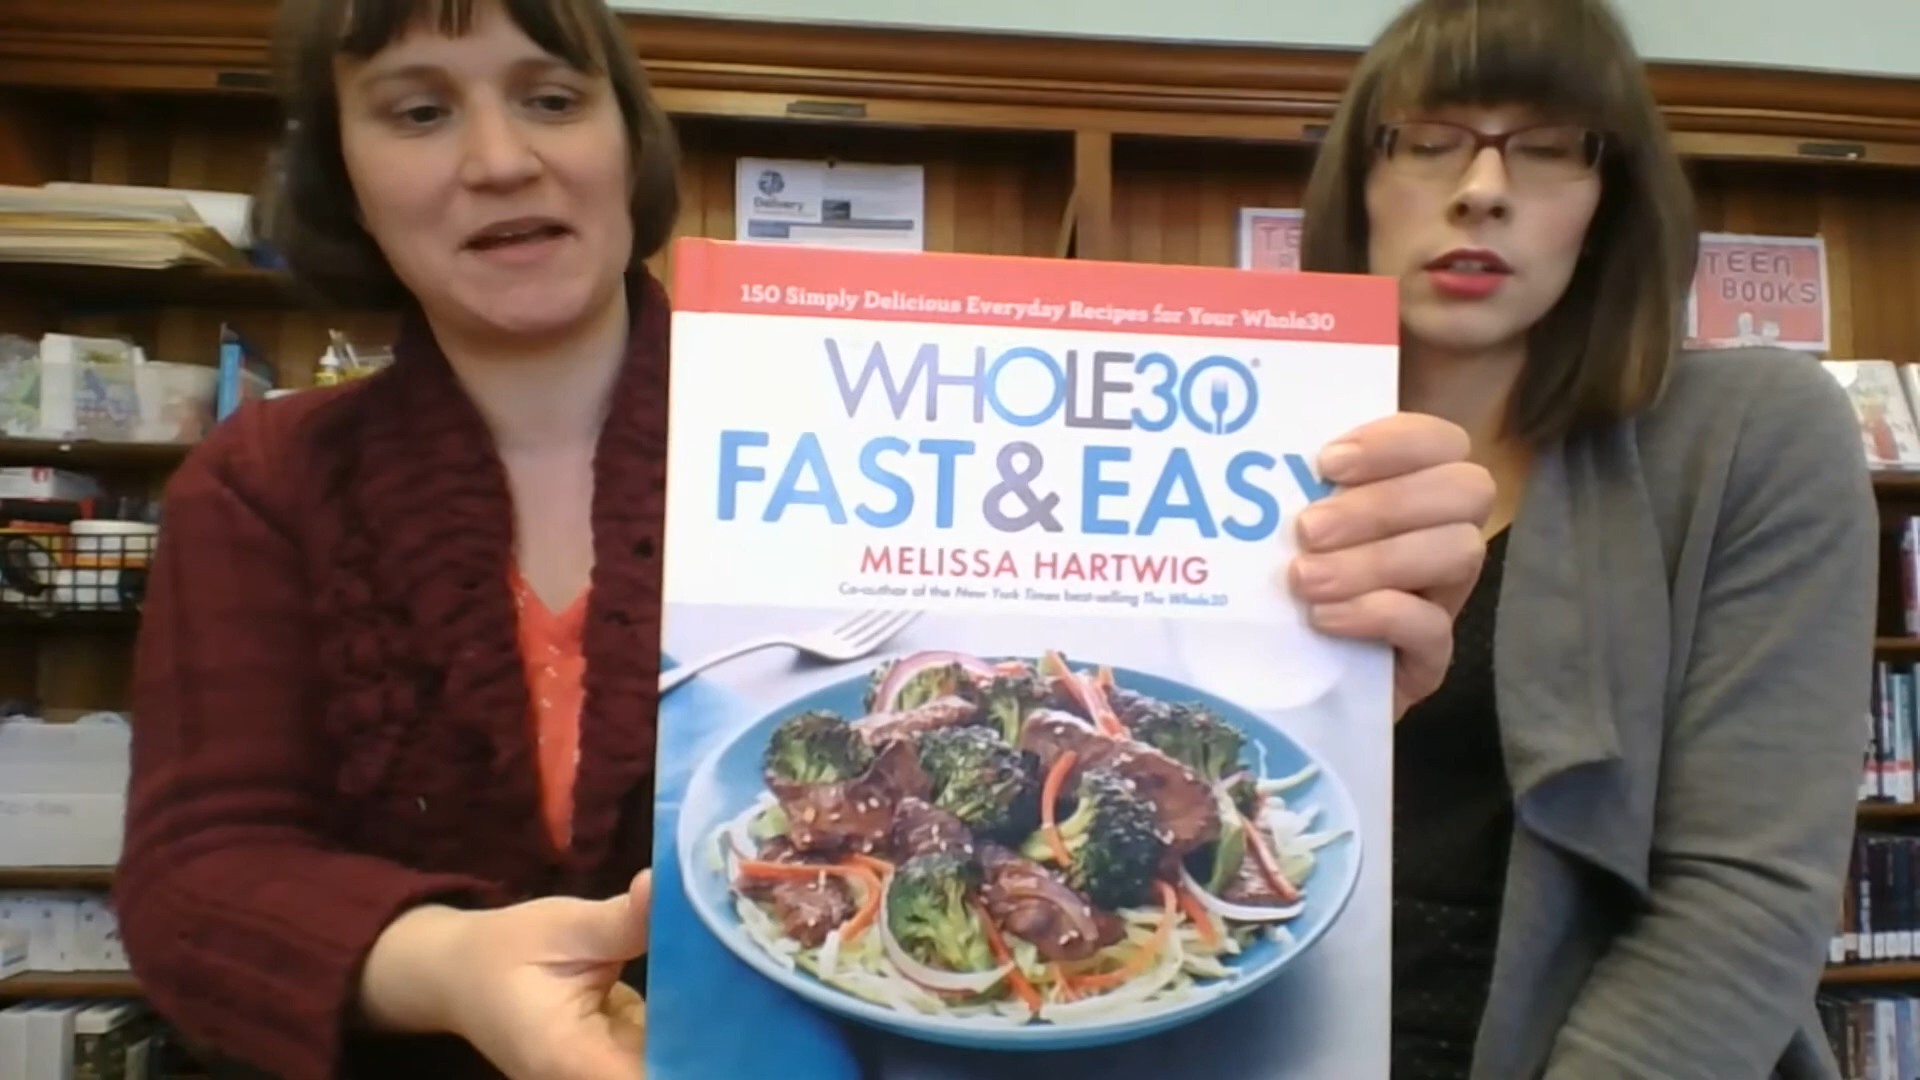 Delivery
TE
TEEN
BOOKS
150 Simply Delicious Everyday Recipes for Your Whole30
WHOLE30®
FAST & EASY
MELISSA HARTWIG
Co-author of the New York Times best-selling The Whole30